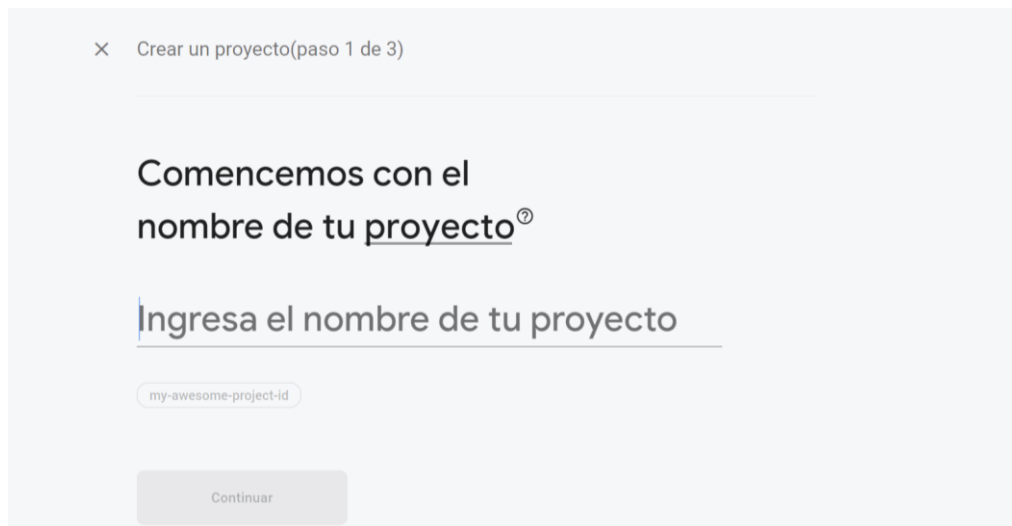 Crear un proyecto(paso 1 de 3)
Comencemos con el
nombre de tu proyecto
Ingresa el nombre de tu proyecto
my-awesome-project-id
Continuar